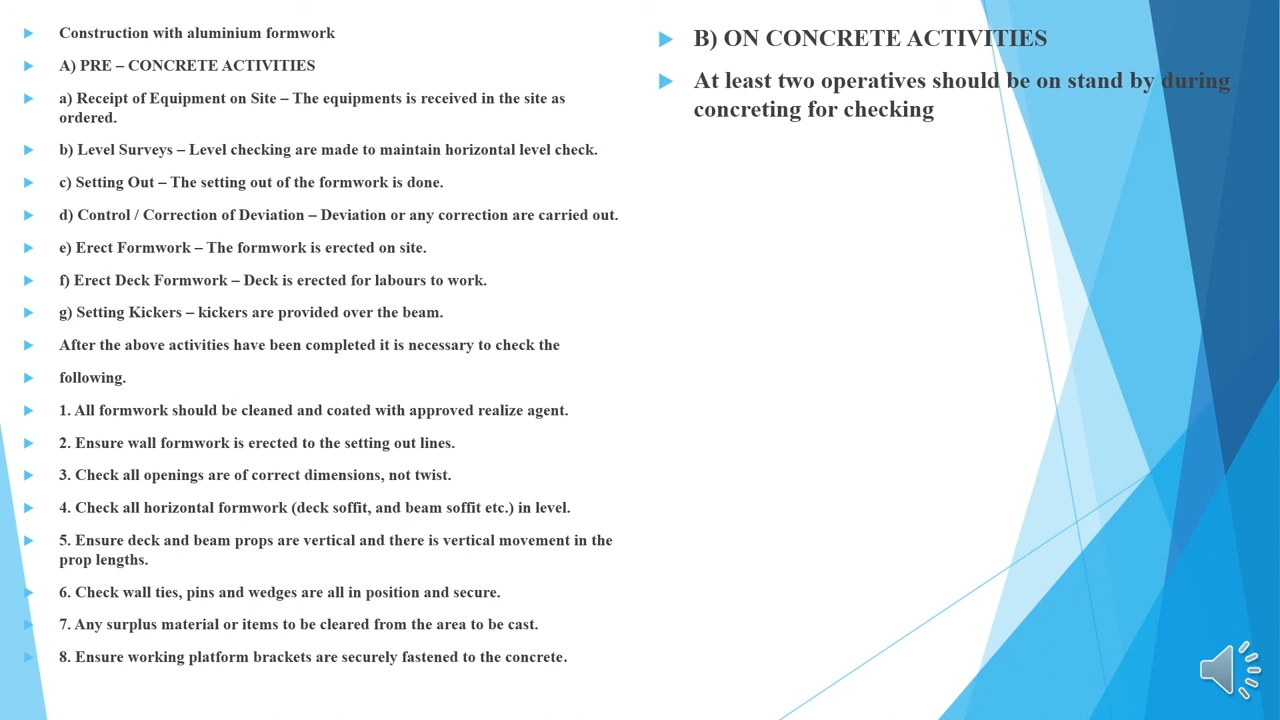 Construction with aluminium formwork
A) PRE – CONCRETE ACTIVITIES
a) Receipt of Equipment on Site – The equipments is received in the site as
ordered.
b) Level Surveys – Level checking are made to maintain horizontal level check.
c) Setting Out – The setting out of the formwork is done.
d) Control / Correction of Deviation – Deviation or any correction are carried out.
e) Erect Formwork – The formwork is erected on site.
f) Erect Deck Formwork – Deck is erected for labours to work.
g) Setting Kickers – kickers are provided over the beam.
After the above activities have been completed it is necessary to check the
following.
1. All formwork should be cleaned and coated with approved realize agent.
2. Ensure wall formwork is erected to the setting out lines.
3. Check all openings are of correct dimensions, not twist.
4. Check all horizontal formwork (deck soffit, and beam soffit etc.) in level.
5. Ensure deck and beam props are vertical and there is vertical movement in the
prop lengths.
6. Check wall ties, pins and wedges are all in position and secure.
7. Any surplus material or items to be cleared from the area to be cast.
8. Ensure working platform brackets are securely fastened to the concrete.
B) ON CONCRETE ACTIVITIES
At least two operatives should be on stand by during
concreting for checking